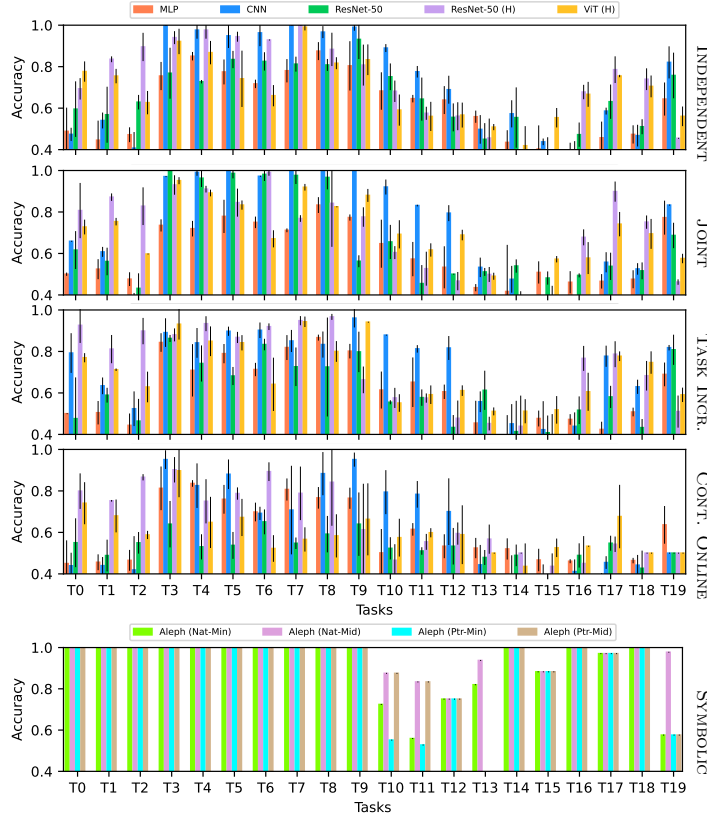 MLP CNN ResNet-50 ResNet-50 (H) ViT (H)
1.0
0.8
0.6
0.4
Accuracy
INDEPENDENT
1.0
0.8
0.6
0.4
Accuracy
JOINT
1.0
0.8
0.6
0.4
Accuracy
TASK INCR.
1.0
0.8
0.6
0.4
Accuracy
CONT. ONLINE
T0 T1 T2 T3 T4 T5 T6 T7 T8 T9 T10 T11 T12 T13 T14 T15 T16 T17 T18 T19
Tasks
Aleph (Nat-Min) Aleph (Nat-Mid) Aleph (Ptr-Min) Aleph (Ptr-Mid)
1.0
0.8
0.6
0.4
Accuracy
SYMBOLIC
T0 T1 T2 T3 T4 T5 T6 T7 T8 T9 T10 T11 T12 T13 T14 T15 T16 T17 T18 T19
Tasks